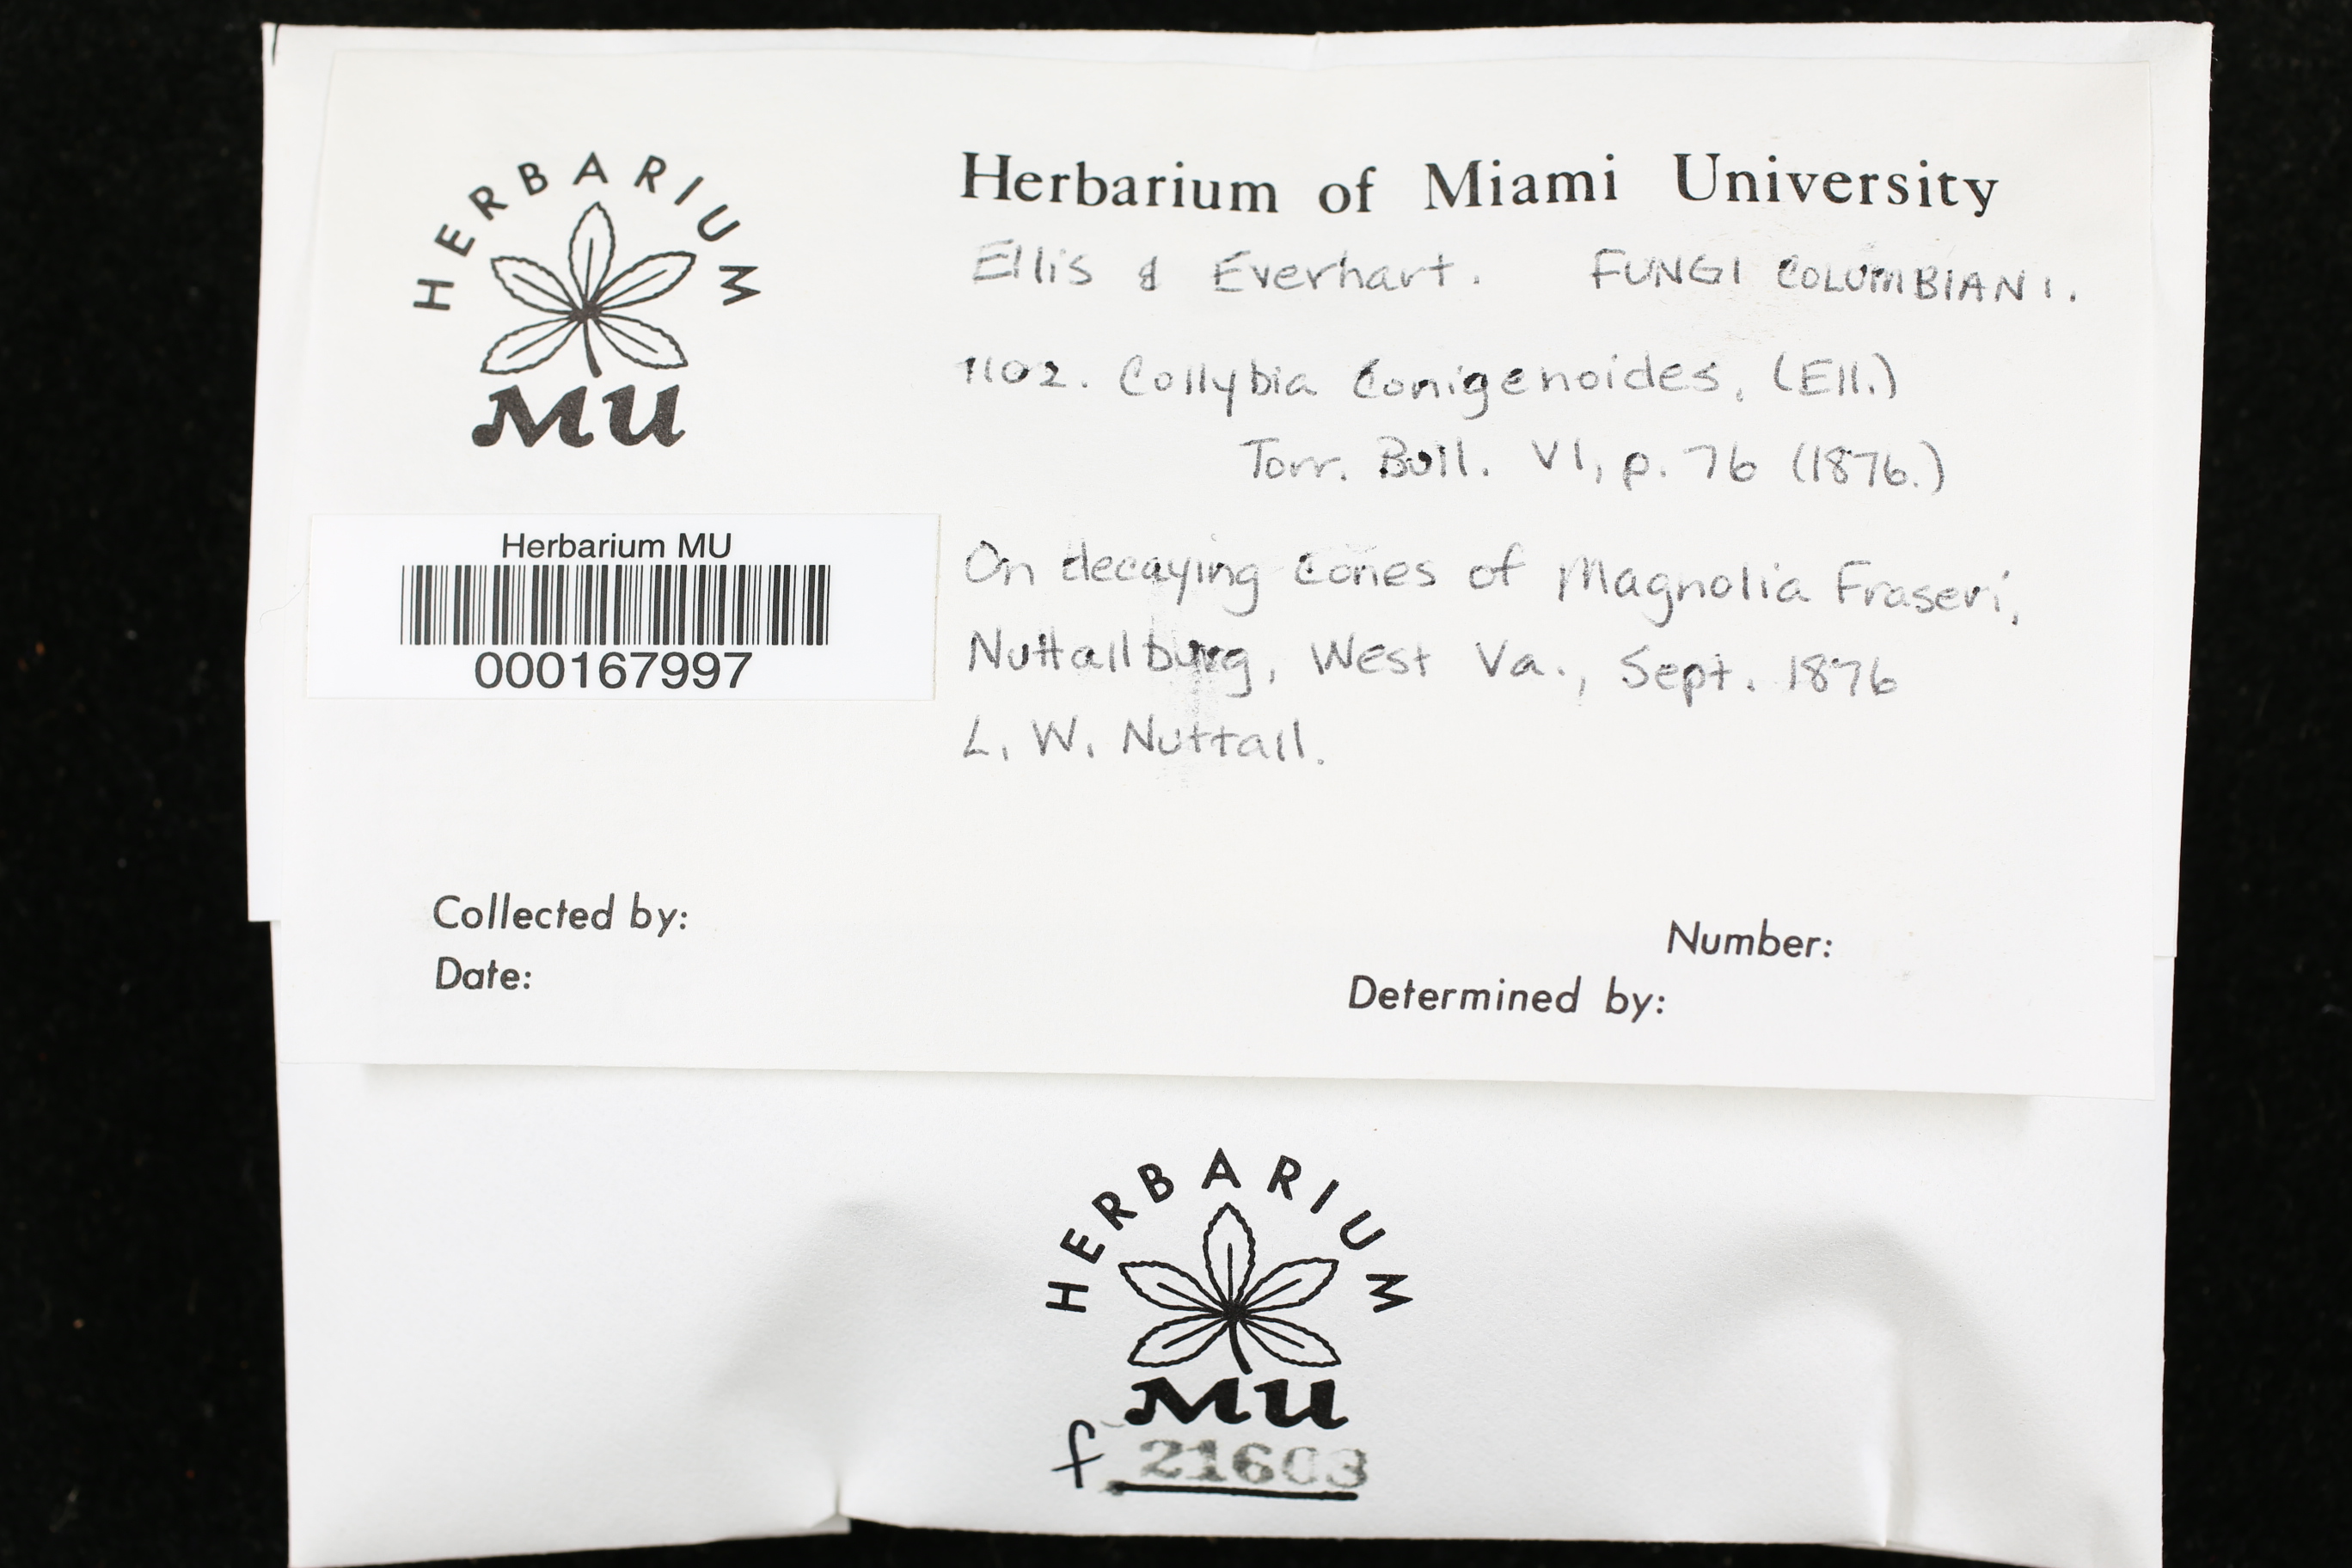 HERBARIUM
MU
Herbarium of Miami University
Ellis & Everhart. FUNGI COLUMBIANI.
1102. Collybia Conigenoides, (Ell.)
Torr. Bull. VI, p. 76 (1876.)
Herbarium MU
000167997
On decaying cones of Magnolia Fraseri,
Nuttallburg, West Va., Sept. 1876
L. W. Nuttall.
Collected by:
Number:
Date:
Determined by:
HERBARIUM
MU
f 21603